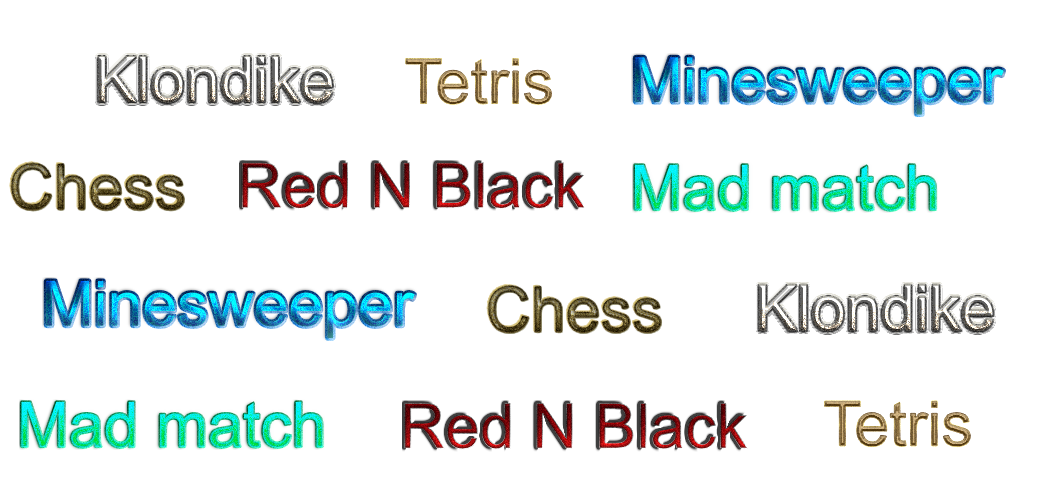 Klondike Tetris Minesweeper
Chess Red N Black Mad match
Minesweeper Chess Klondike
Mad match Red N Black Tetris